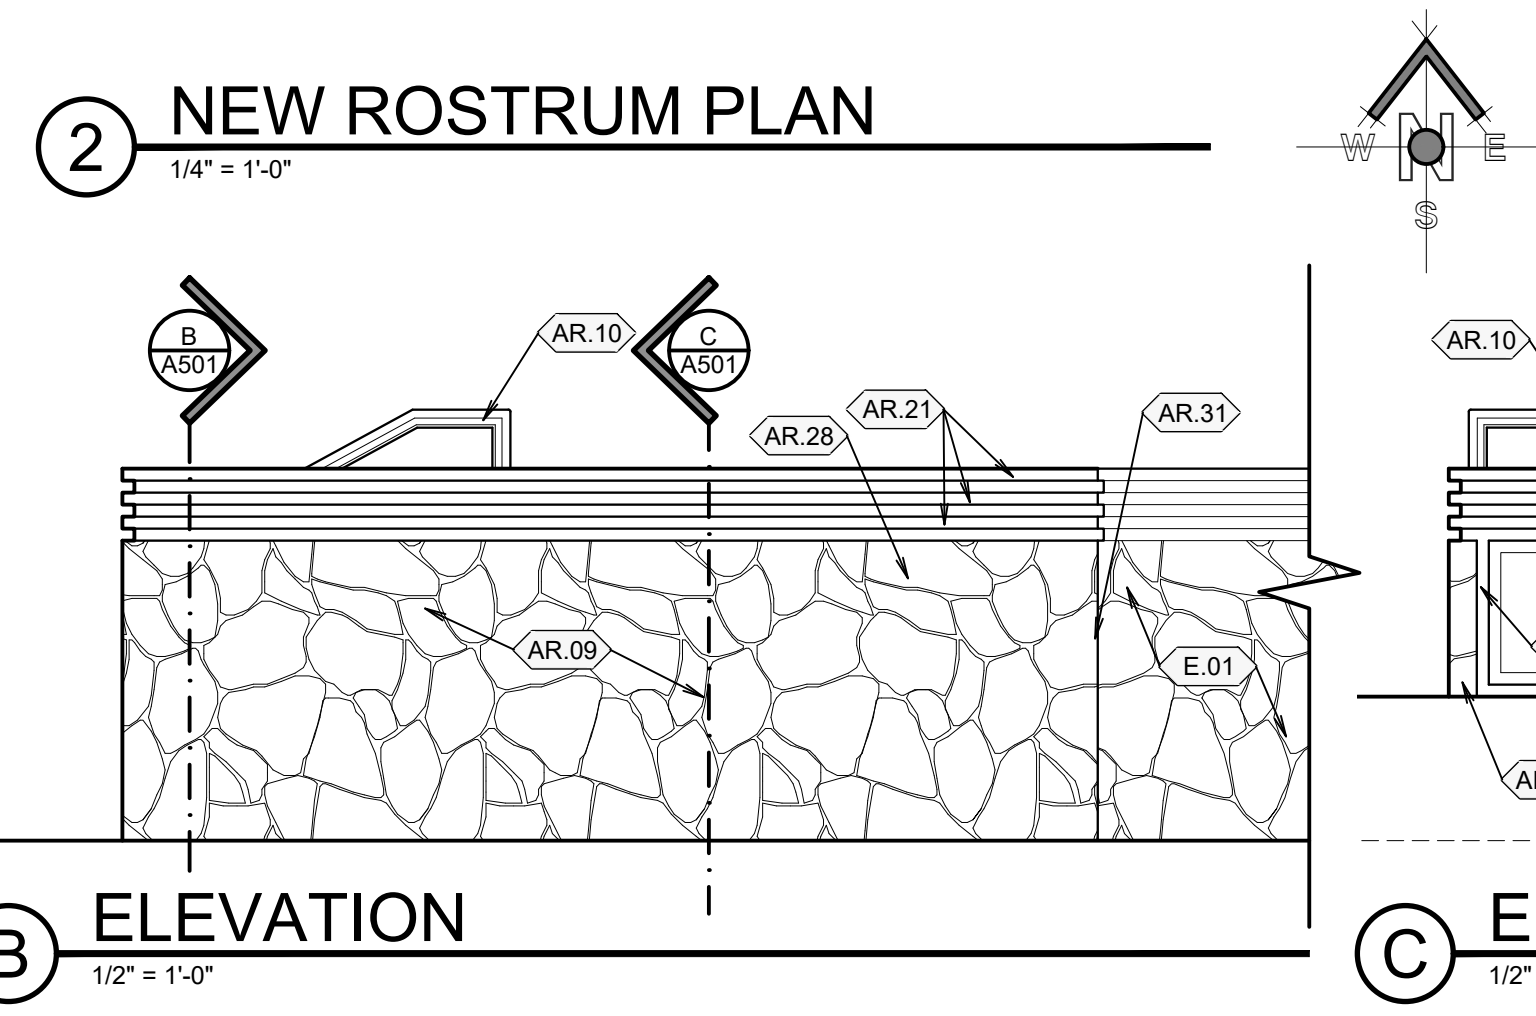 2
NEW ROSTRUM PLAN
1/4" = 1'-0"
N
W
E
S
B
A501
AR.10
C
A501
AR.28
AR.21
AR.31
AR.10
AR.09
E.01
B
ELEVATION
1/2" = 1'-0"
C
E
1/2"